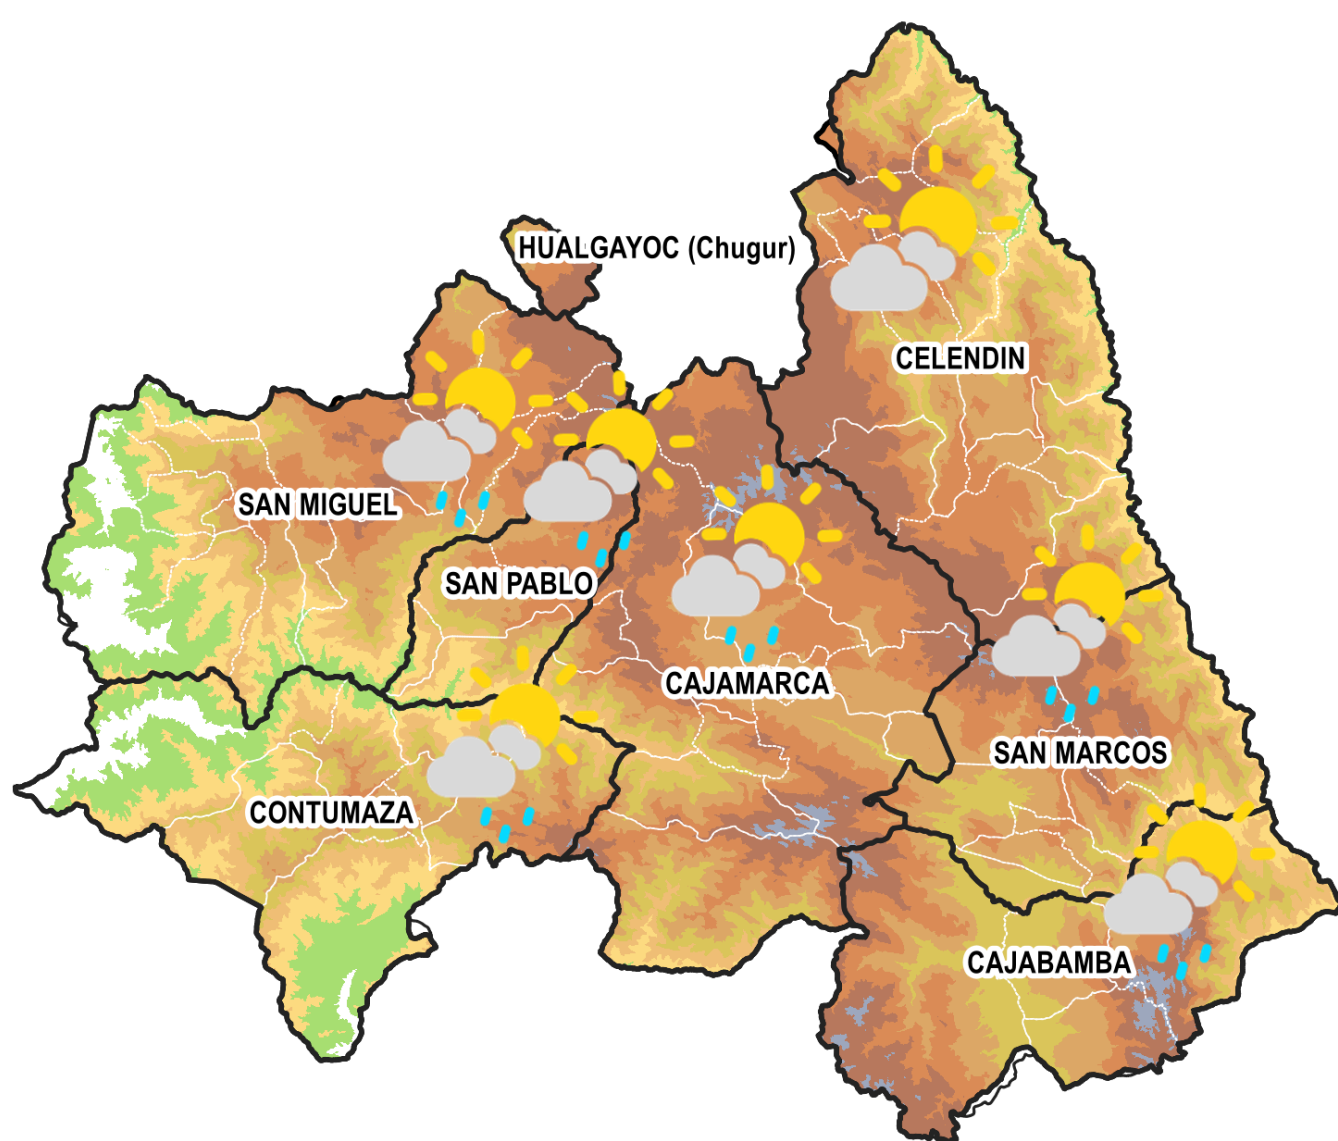 HUALGAYOC (Chugur)
CELENDIN
SAN MIGUEL
SAN PABLO
CAJAMARCA
SAN MARCOS
CONTUMAZA
CAJABAMBA